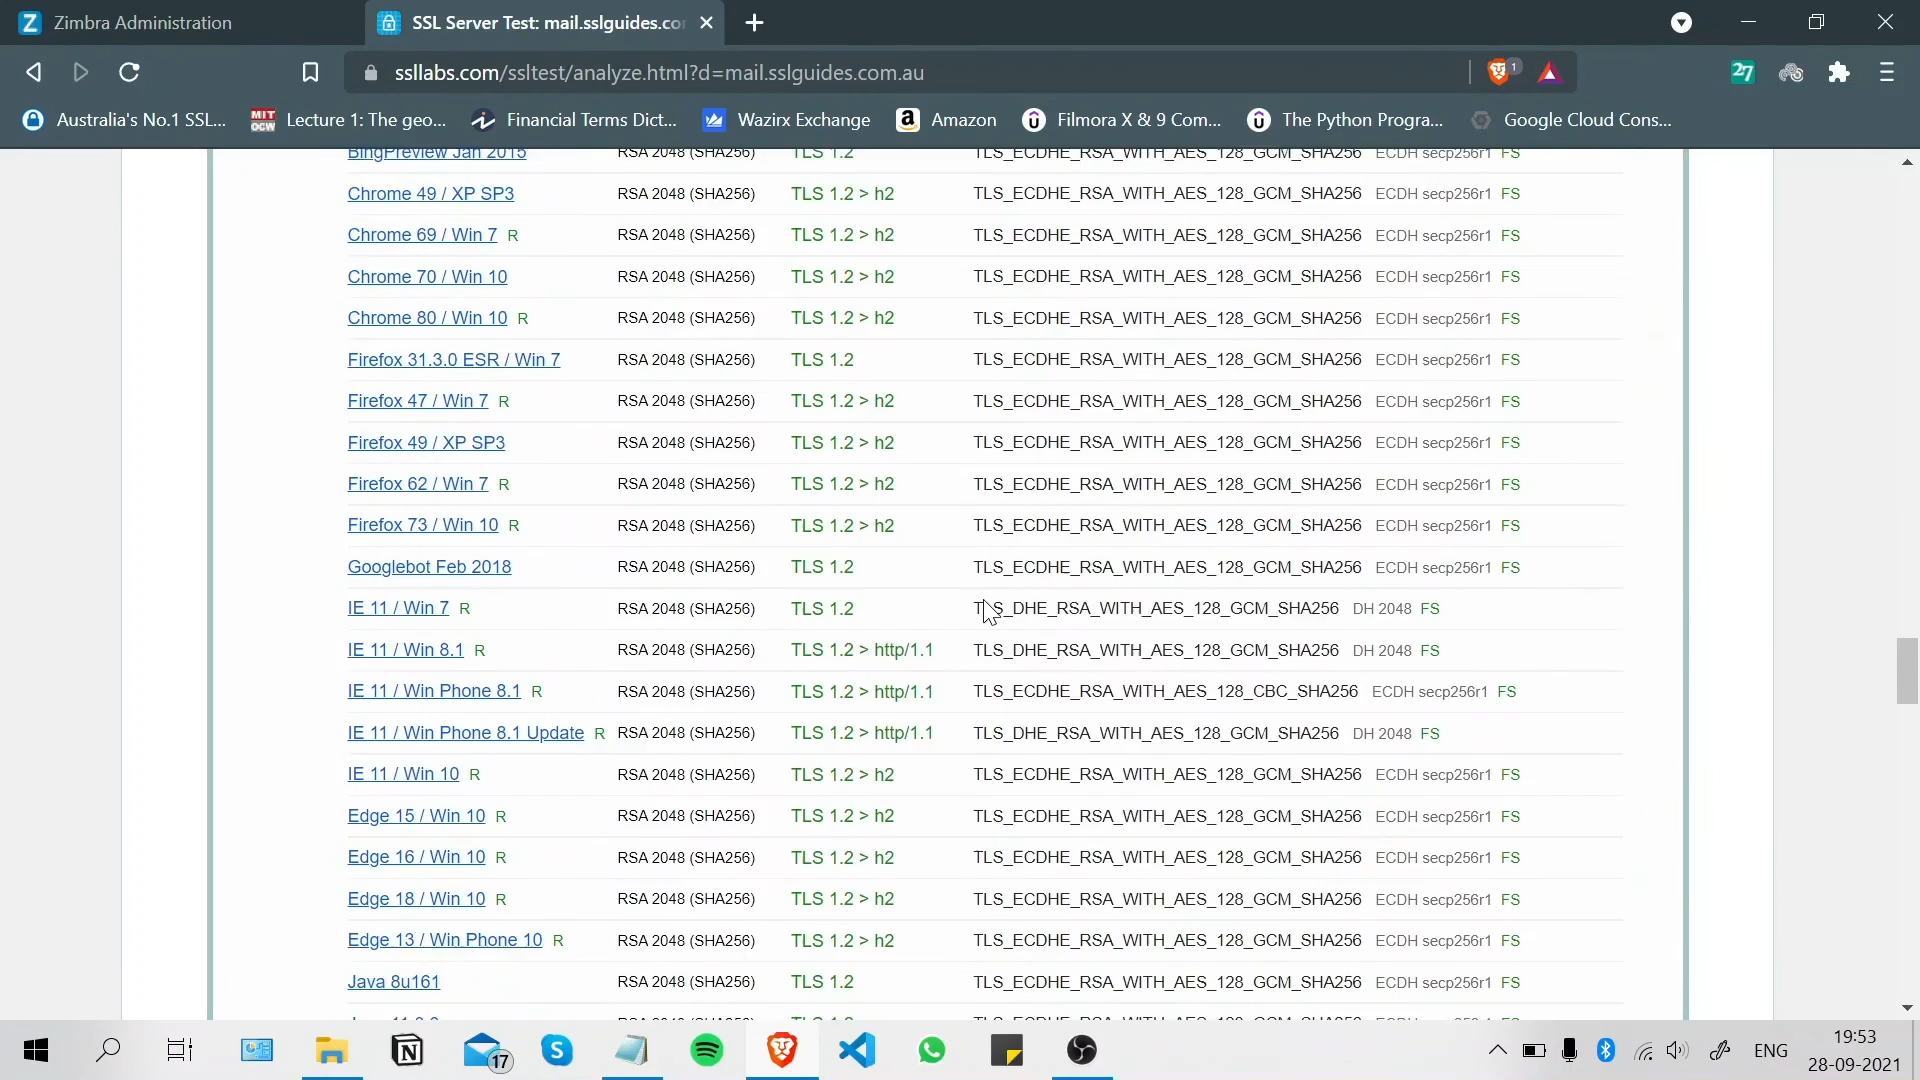 Zimbra Administration
SSL Server Test: mail.sslguides.co
ssllabs.com/ssltest/analyze.html?d=mail.sslguides.com.au
1
27
Australia's No.1 SSL...
MIT OCW Lecture 1: The geo...
Financial Terms Dict...
Wazirx Exchange
Amazon
Filmora X & 9 Com...
The Python Progra...
Google Cloud Cons...
BingPreview Jan 2015 RSA 2048 (SHA256) TLS 1.2 TLS_ECDHE_RSA_WITH_AES_128_GCM_SHA256 ECDH secp256r1 FS
Chrome 49 / XP SP3 RSA 2048 (SHA256) TLS 1.2 > h2 TLS_ECDHE_RSA_WITH_AES_128_GCM_SHA256 ECDH secp256r1 FS
Chrome 69 / Win 7 R RSA 2048 (SHA256) TLS 1.2 > h2 TLS_ECDHE_RSA_WITH_AES_128_GCM_SHA256 ECDH secp256r1 FS
Chrome 70 / Win 10 RSA 2048 (SHA256) TLS 1.2 > h2 TLS_ECDHE_RSA_WITH_AES_128_GCM_SHA256 ECDH secp256r1 FS
Chrome 80 / Win 10 R RSA 2048 (SHA256) TLS 1.2 > h2 TLS_ECDHE_RSA_WITH_AES_128_GCM_SHA256 ECDH secp256r1 FS
Firefox 31.3.0 ESR / Win 7 RSA 2048 (SHA256) TLS 1.2 TLS_ECDHE_RSA_WITH_AES_128_GCM_SHA256 ECDH secp256r1 FS
Firefox 47 / Win 7 R RSA 2048 (SHA256) TLS 1.2 > h2 TLS_ECDHE_RSA_WITH_AES_128_GCM_SHA256 ECDH secp256r1 FS
Firefox 49 / XP SP3 RSA 2048 (SHA256) TLS 1.2 > h2 TLS_ECDHE_RSA_WITH_AES_128_GCM_SHA256 ECDH secp256r1 FS
Firefox 62 / Win 7 R RSA 2048 (SHA256) TLS 1.2 > h2 TLS_ECDHE_RSA_WITH_AES_128_GCM_SHA256 ECDH secp256r1 FS
Firefox 73 / Win 10 R RSA 2048 (SHA256) TLS 1.2 > h2 TLS_ECDHE_RSA_WITH_AES_128_GCM_SHA256 ECDH secp256r1 FS
Googlebot Feb 2018 RSA 2048 (SHA256) TLS 1.2 TLS_ECDHE_RSA_WITH_AES_128_GCM_SHA256 ECDH secp256r1 FS
IE 11 / Win 7 R RSA 2048 (SHA256) TLS 1.2 TLS_DHE_RSA_WITH_AES_128_GCM_SHA256 DH 2048 FS
IE 11 / Win 8.1 R RSA 2048 (SHA256) TLS 1.2 > http/1.1 TLS_DHE_RSA_WITH_AES_128_GCM_SHA256 DH 2048 FS
IE 11 / Win Phone 8.1 R RSA 2048 (SHA256) TLS 1.2 > http/1.1 TLS_ECDHE_RSA_WITH_AES_128_CBC_SHA256 ECDH secp256r1 FS
IE 11 / Win Phone 8.1 Update R RSA 2048 (SHA256) TLS 1.2 > http/1.1 TLS_DHE_RSA_WITH_AES_128_GCM_SHA256 DH 2048 FS
IE 11 / Win 10 R RSA 2048 (SHA256) TLS 1.2 > h2 TLS_ECDHE_RSA_WITH_AES_128_GCM_SHA256 ECDH secp256r1 FS
Edge 15 / Win 10 R RSA 2048 (SHA256) TLS 1.2 > h2 TLS_ECDHE_RSA_WITH_AES_128_GCM_SHA256 ECDH secp256r1 FS
Edge 16 / Win 10 R RSA 2048 (SHA256) TLS 1.2 > h2 TLS_ECDHE_RSA_WITH_AES_128_GCM_SHA256 ECDH secp256r1 FS
Edge 18 / Win 10 R RSA 2048 (SHA256) TLS 1.2 > h2 TLS_ECDHE_RSA_WITH_AES_128_GCM_SHA256 ECDH secp256r1 FS
Edge 13 / Win Phone 10 R RSA 2048 (SHA256) TLS 1.2 > h2 TLS_ECDHE_RSA_WITH_AES_128_GCM_SHA256 ECDH secp256r1 FS
Java 8u161 RSA 2048 (SHA256) TLS 1.2 TLS_ECDHE_RSA_WITH_AES_128_GCM_SHA256 ECDH secp256r1 FS
17
ENG
19:53
28-09-2021